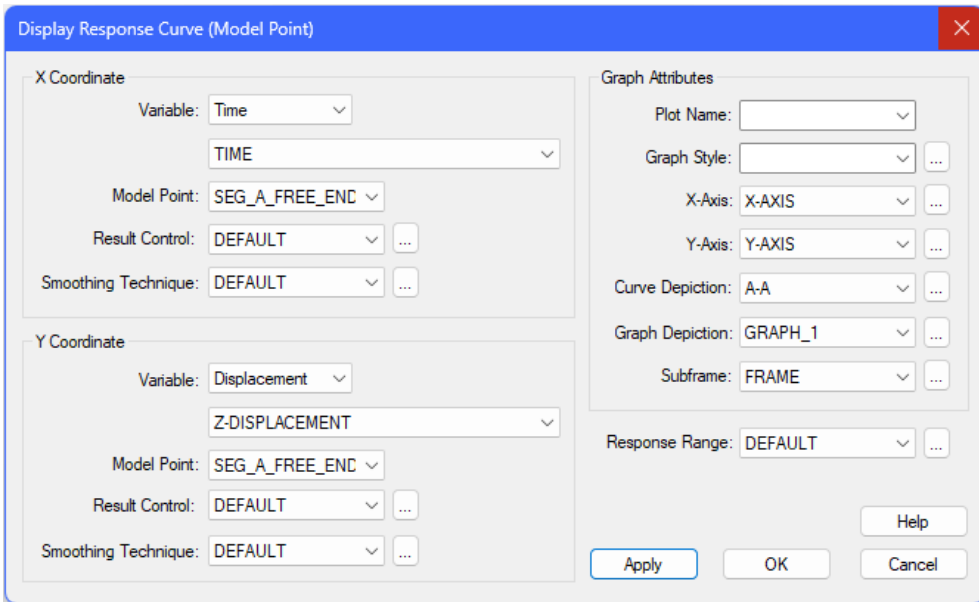 Display Response Curve (Model Point)
X Coordinate
Variable: Time
TIME
Model Point: SEG_A_FREE_END
Result Control: DEFAULT ...
Smoothing Technique: DEFAULT ...
Y Coordinate
Variable: Displacement
Z-DISPLACEMENT
Model Point: SEG_A_FREE_END
Result Control: DEFAULT ...
Smoothing Technique: DEFAULT ...
Graph Attributes
Plot Name:
Graph Style: ...
X-Axis: X-AXIS ...
Y-Axis: Y-AXIS ...
Curve Depiction: A-A ...
Graph Depiction: GRAPH_1 ...
Subframe: FRAME ...
Response Range: DEFAULT ...
Help
Apply OK Cancel